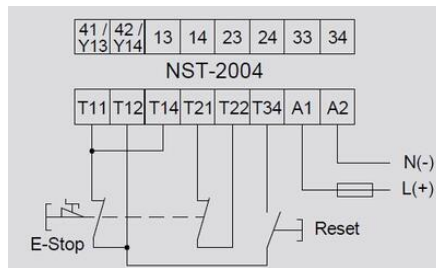 41 / Y13 42 / Y14 13 14 23 24 33 34
NST-2004
T11 T12 T14 T21 T22 T34 A1 A2
N(-)
L(+)
E-Stop
Reset